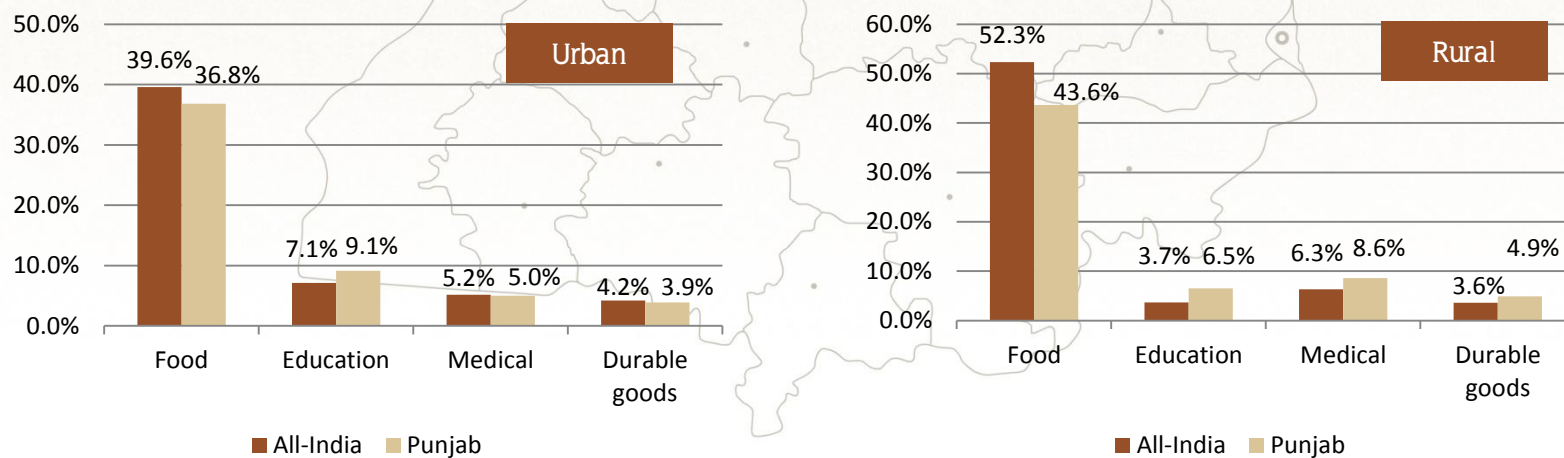 Urban
50.0%
40.0%
30.0%
20.0%
10.0%
0.0%
39.6%
36.8%
7.1%
9.1%
5.2%
5.0%
4.2%
3.9%
Food
Education
Medical
Durable
goods
All-India
Punjab
Rural
60.0%
50.0%
40.0%
30.0%
20.0%
10.0%
0.0%
52.3%
43.6%
3.7%
6.5%
6.3%
8.6%
3.6%
4.9%
Food
Education
Medical
Durable
goods
All-India
Punjab